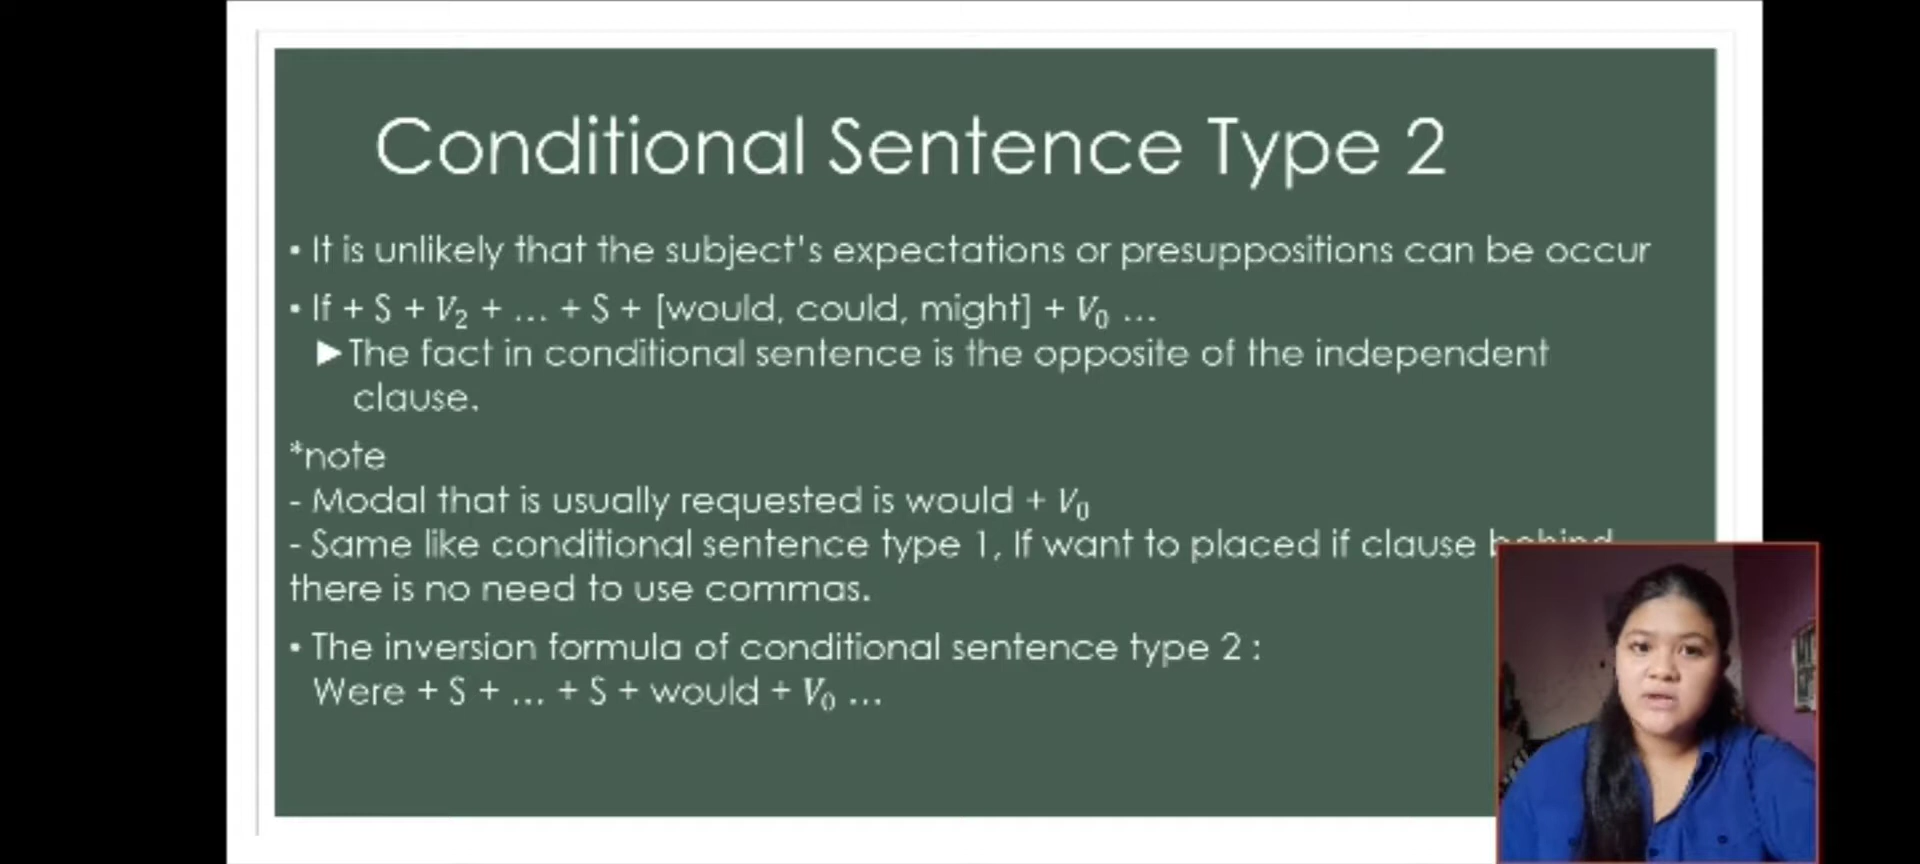 Conditional Sentence Type 2
• It is unlikely that the subject's expectations or presuppositions can be occur
• If + S + V₂ + ... + S + [would, could, might] + V₀ ...
►The fact in conditional sentence is the opposite of the independent
clause.
*note
- Modal that is usually requested is would + V₀
- Same like conditional sentence type 1, If want to placed if clause behind
there is no need to use commas.
• The inversion formula of conditional sentence type 2 :
Were + S + ... + S + would + V₀ ...